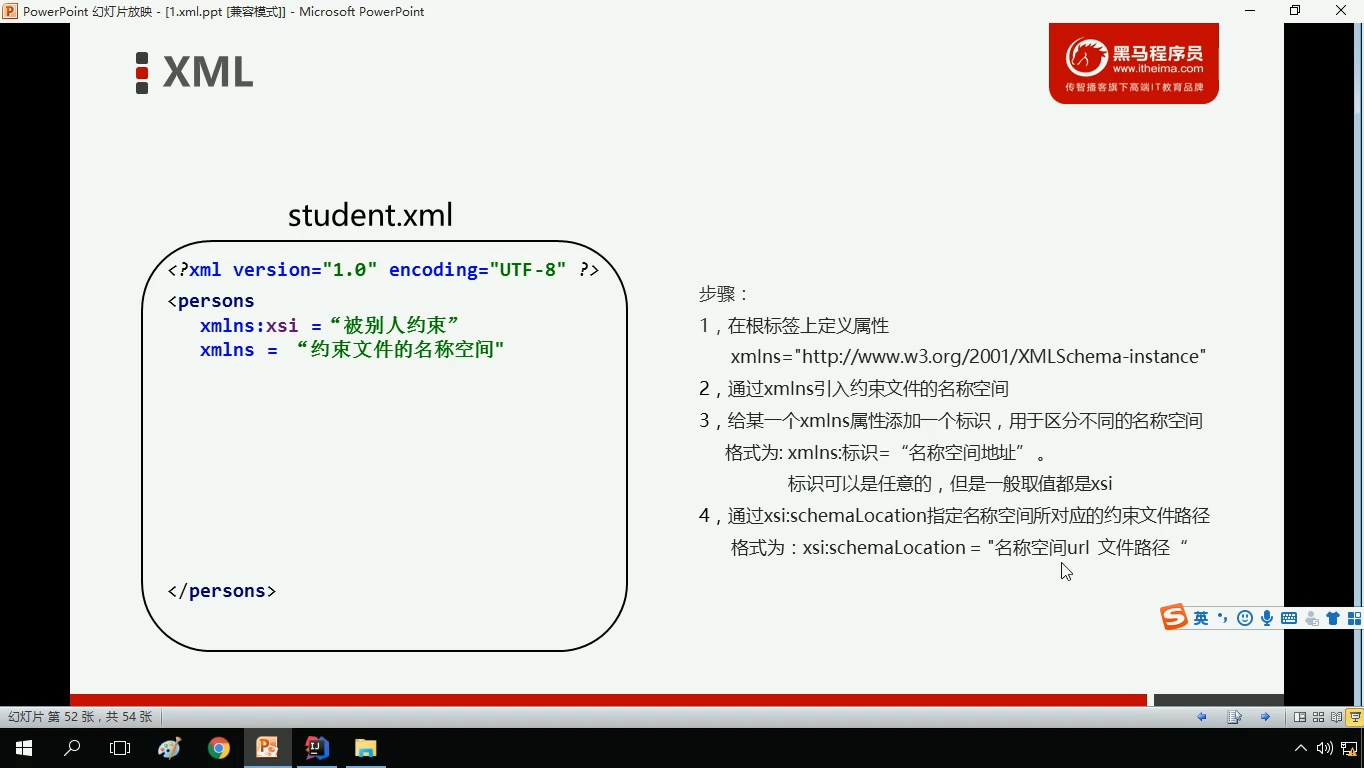 PowerPoint 幻灯片放映 - [1.xml.ppt [兼容模式]] - Microsoft PowerPoint
XML
黑马程序员
www.itheima.com
传智播客旗下高端IT教育品牌
student.xml
<?xml version="1.0" encoding="UTF-8" ?>
<persons
xmlns:xsi =“被别人约束”
xmlns = “约束文件的名称空间"
</persons>
步骤：
1，在根标签上定义属性
xmlns="http://www.w3.org/2001/XMLSchema-instance"
2，通过xmlns引入约束文件的名称空间
3，给某一个xmlns属性添加一个标识，用于区分不同的名称空间
格式为: xmlns:标识=“名称空间地址” 。
标识可以是任意的，但是一般取值都是xsi
4，通过xsi:schemaLocation指定名称空间所对应的约束文件路径
格式为：xsi:schemaLocation = "名称空间url 文件路径“
英
幻灯片 第 52 张，共 54 张